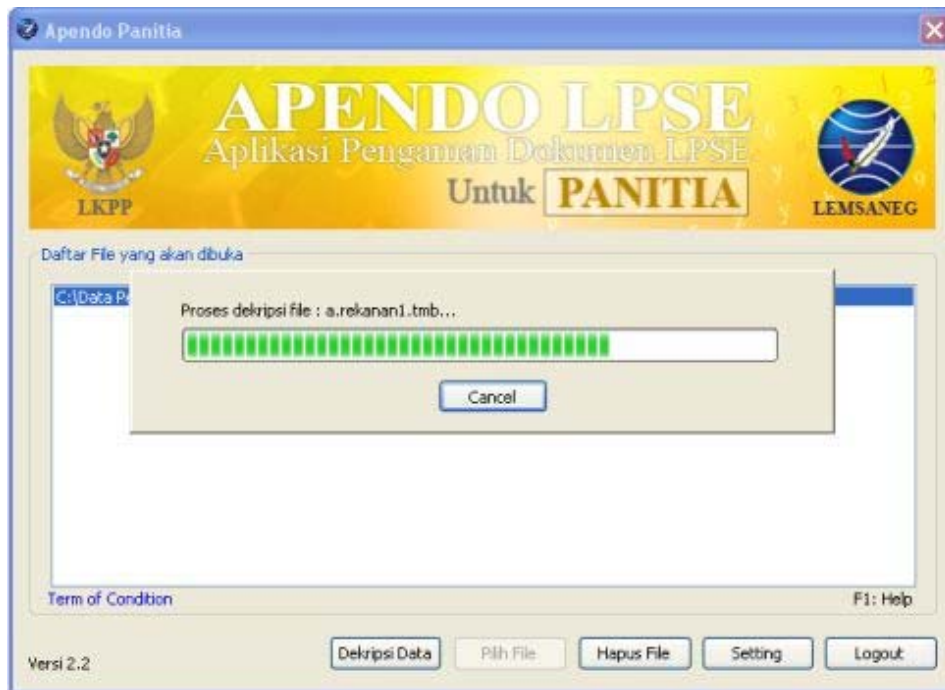 Apendo Panitia
APENDO LPSE
Aplikasi Pengaman Dokumen LPSE
Untuk PANITIA
LKPP
LEMSANEG
Daftar File yang akan dibuka
C:\Data
Proses dekripsi file : a.rekanan1.tmb...
Cancel
Term of Condition
F1: Help
Versi 2.2
Dekripsi Data
Pilih File
Hapus File
Setting
Logout